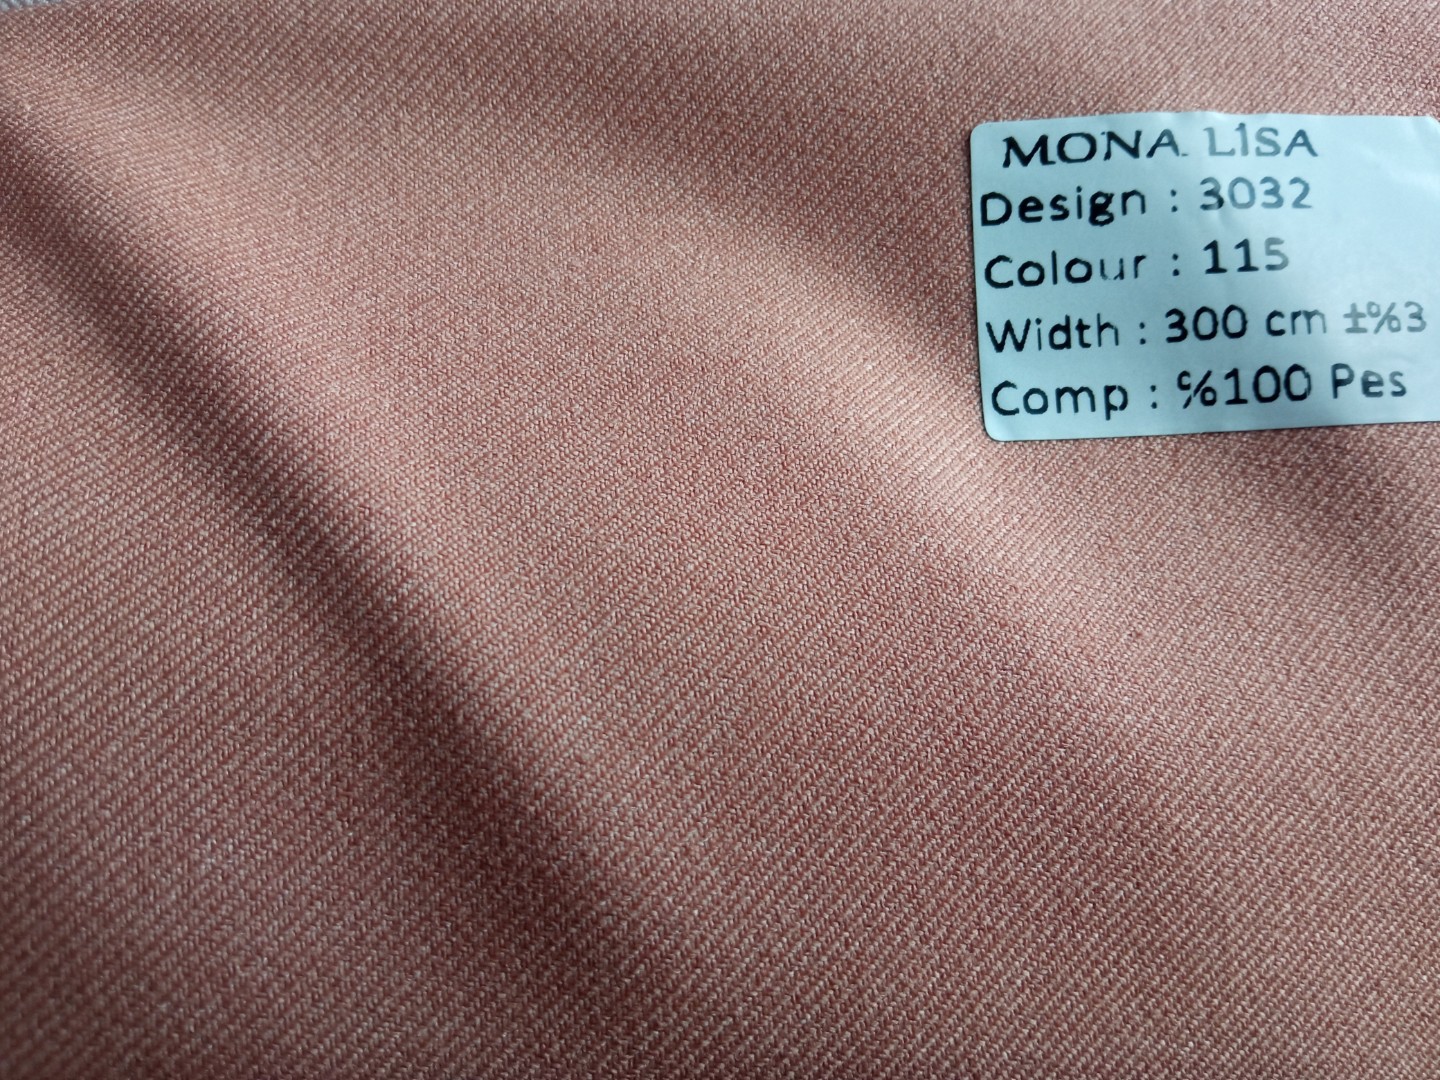 MONA LİSA
Design : 3032
Colour : 115
Width : 300 cm ±%3
Comp : %100 Pes